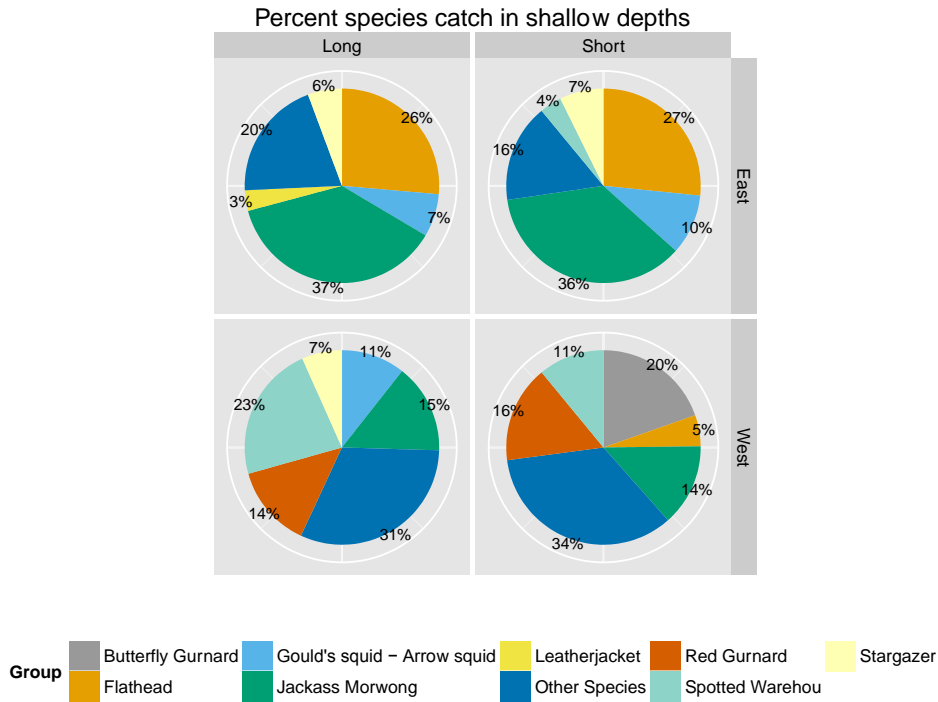 Percent species catch in shallow depths
Long Short
6% 26% 20% 3% 7% 37%
7% 4% 27% 16% 10% 36%
East
7% 11% 23% 15% 14% 31%
11% 20% 16% 5% 14% 34%
West
Group
Butterfly Gurnard Gould's squid − Arrow squid Leatherjacket Red Gurnard Stargazer
Flathead Jackass Morwong Other Species Spotted Warehou